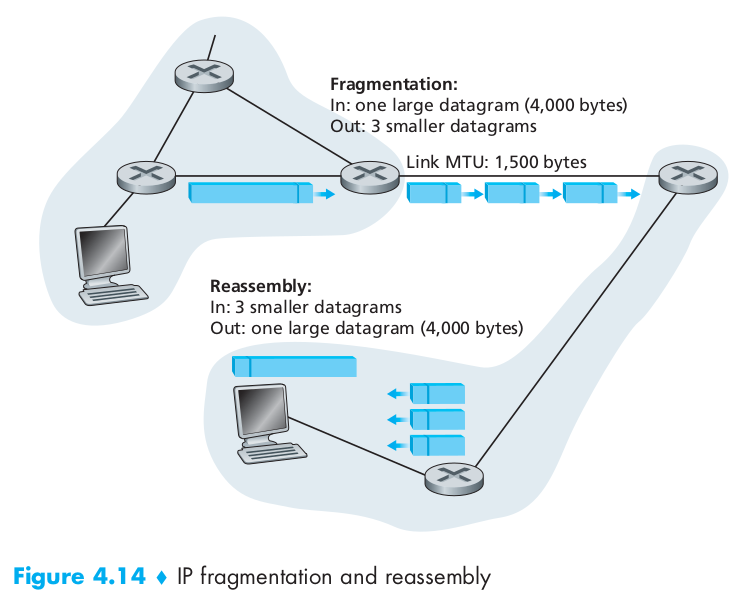 Fragmentation:
In: one large datagram (4,000 bytes)
Out: 3 smaller datagrams
Link MTU: 1,500 bytes
Reassembly:
In: 3 smaller datagrams
Out: one large datagram (4,000 bytes)
Figure 4.14 ♦ IP fragmentation and reassembly